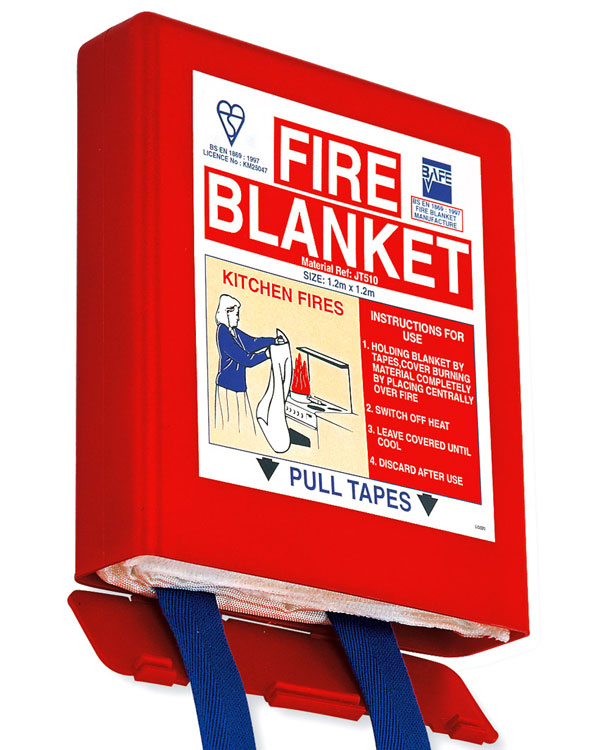 BS EN 1869 : 1997
LICENCE No : KM25047
FIRE
BLANKET
BAFE
BS EN 1869 : 1997
FIRE BLANKET
MANUFACTURE
Material Ref: JT510
SIZE: 1.2m x 1.2m
KITCHEN FIRES
INSTRUCTIONS FOR
USE
1. HOLDING BLANKET BY
TAPES,COVER BURNING
MATERIAL COMPLETELY
BY PLACING CENTRALLY
OVER FIRE
2. SWITCH OFF HEAT
3. LEAVE COVERED UNTIL
COOL
4. DISCARD AFTER USE
PULL TAPES